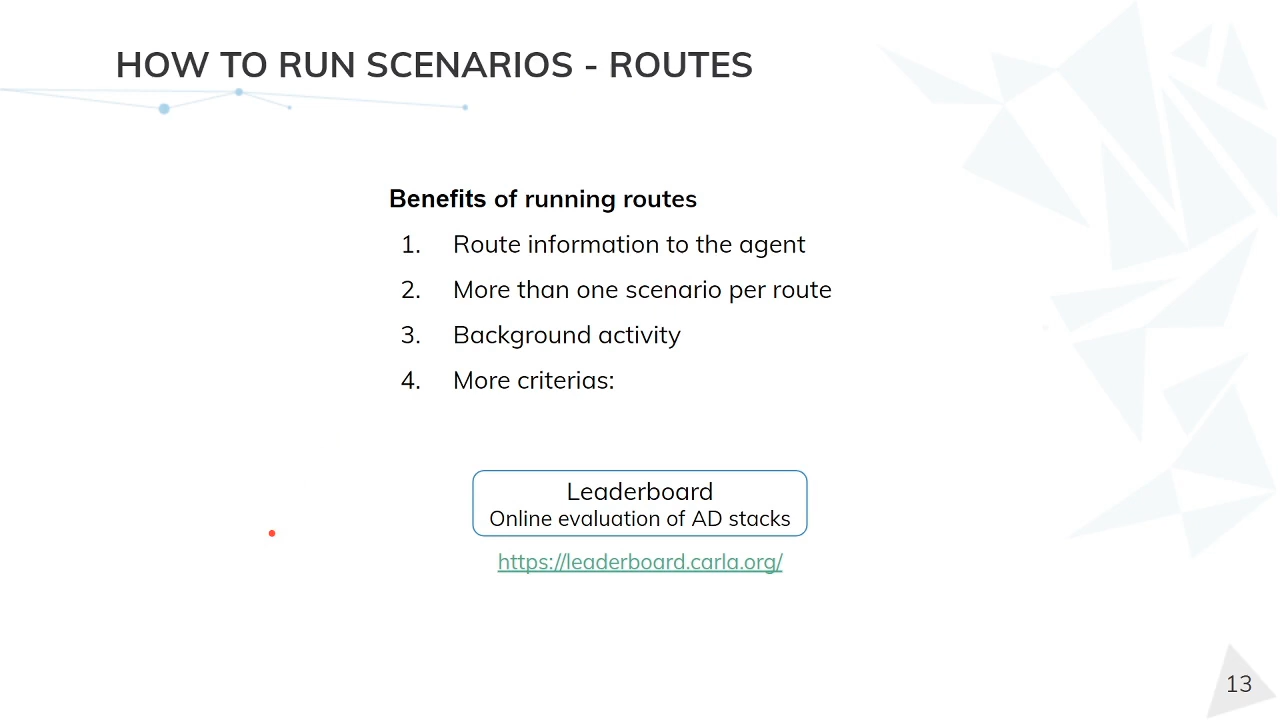 HOW TO RUN SCENARIOS - ROUTES
Benefits of running routes
1. Route information to the agent
2. More than one scenario per route
3. Background activity
4. More criterias:
Leaderboard
Online evaluation of AD stacks
https://leaderboard.carla.org/
13